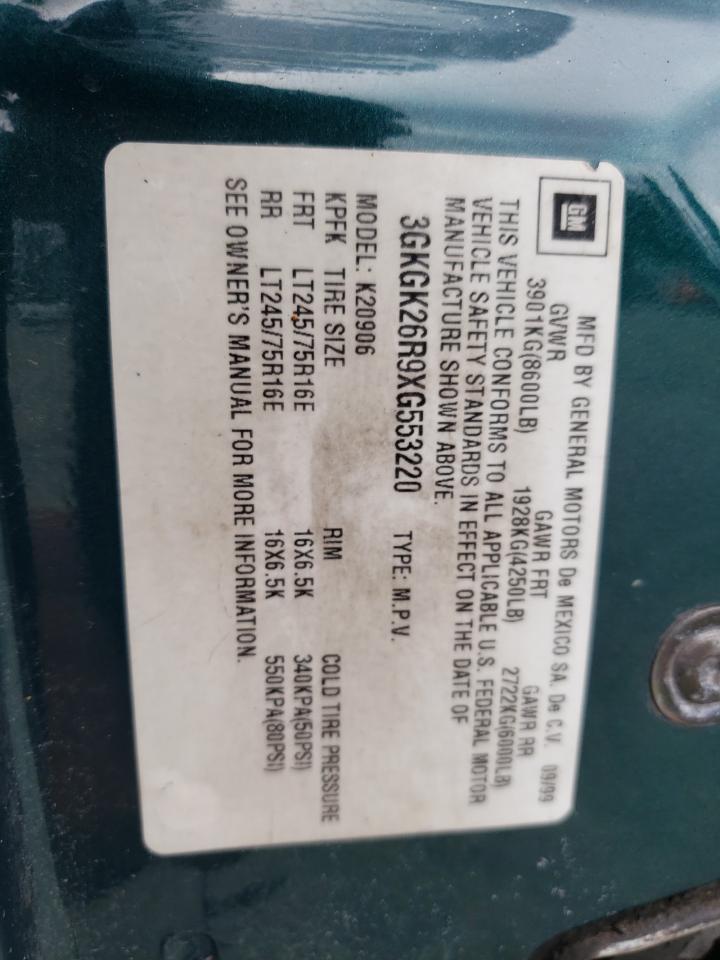 GM
MFD BY GENERAL MOTORS De MEXICO SA. De C.V. 09/99
GVWR GAWR FRT GAWR RR
3901KG(8600LB) 1928KG(4250LB) 2722KG(6000LB)
THIS VEHICLE CONFORMS TO ALL APPLICABLE U.S. FEDERAL MOTOR
VEHICLE SAFETY STANDARDS IN EFFECT ON THE DATE OF
MANUFACTURE SHOWN ABOVE.
3GKGK26R9XG553220 TYPE: M.P.V.
MODEL: K20906
KPFK TIRE SIZE RIM COLD TIRE PRESSURE
FRT LT245/75R16E 16X6.5K 340KPA(50PSI)
RR LT245/75R16E 16X6.5K 550KPA(80PSI)
SEE OWNER'S MANUAL FOR MORE INFORMATION.